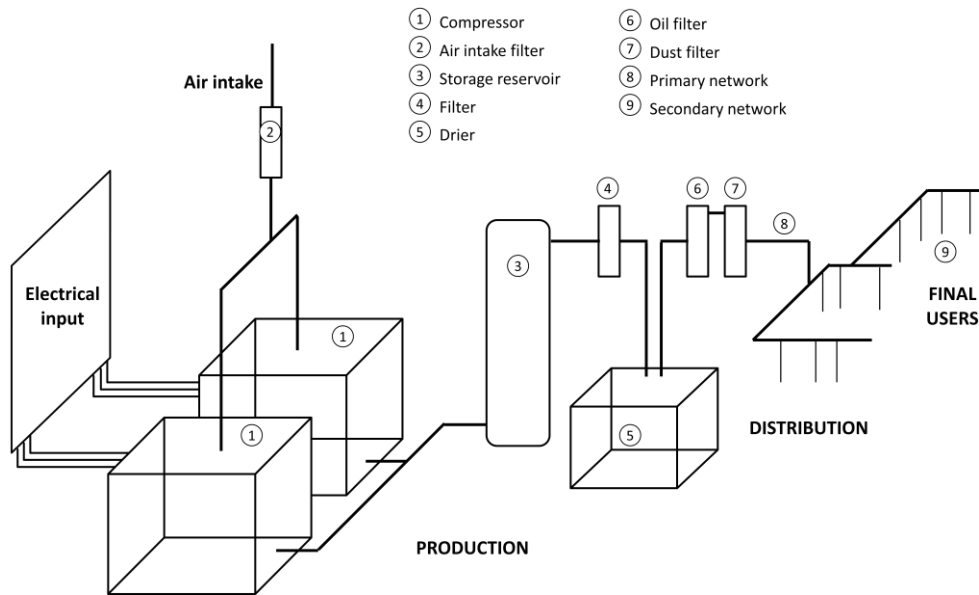 ① Compressor
② Air intake filter
③ Storage reservoir
④ Filter
⑤ Drier
⑥ Oil filter
⑦ Dust filter
⑧ Primary network
⑨ Secondary network
Air intake
②
④
⑥
⑦
⑧
⑨
③
Electrical
input
FINAL
USERS
①
①
⑤
DISTRIBUTION
PRODUCTION